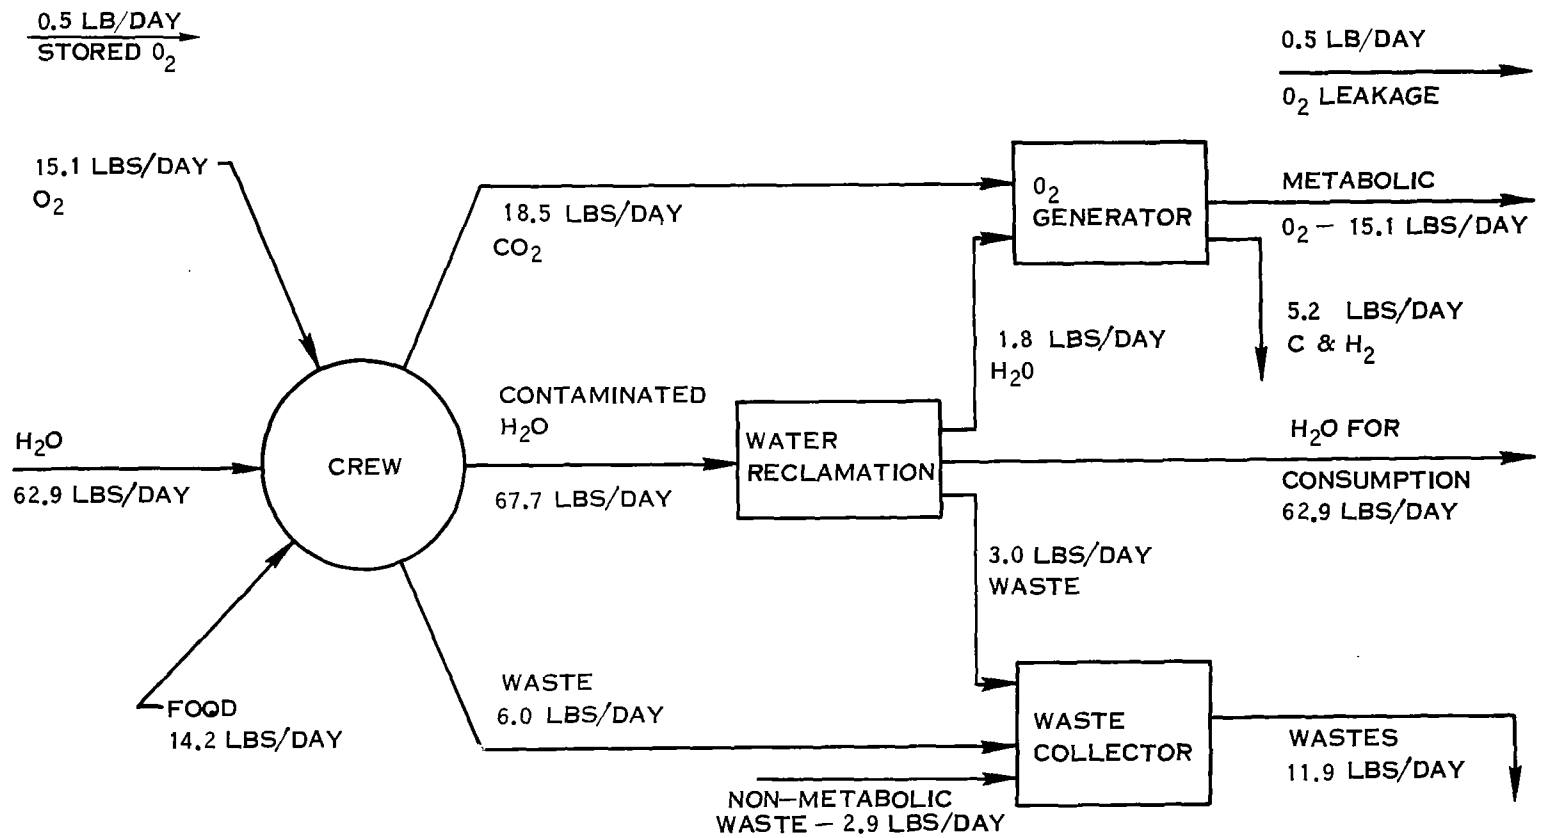 0.5 LB/DAY
STORED O2
0.5 LB/DAY
O2 LEAKAGE
15.1 LBS/DAY
O2
18.5 LBS/DAY
CO2
O2
GENERATOR
METABOLIC
O2 – 15.1 LBS/DAY
5.2 LBS/DAY
C & H2
1.8 LBS/DAY
H2O
H2O
62.9 LBS/DAY
CREW
CONTAMINATED
H2O
67.7 LBS/DAY
WATER
RECLAMATION
H2O FOR
CONSUMPTION
62.9 LBS/DAY
3.0 LBS/DAY
WASTE
FOOD
14.2 LBS/DAY
WASTE
6.0 LBS/DAY
WASTE
COLLECTOR
WASTES
11.9 LBS/DAY
NON–METABOLIC
WASTE – 2.9 LBS/DAY